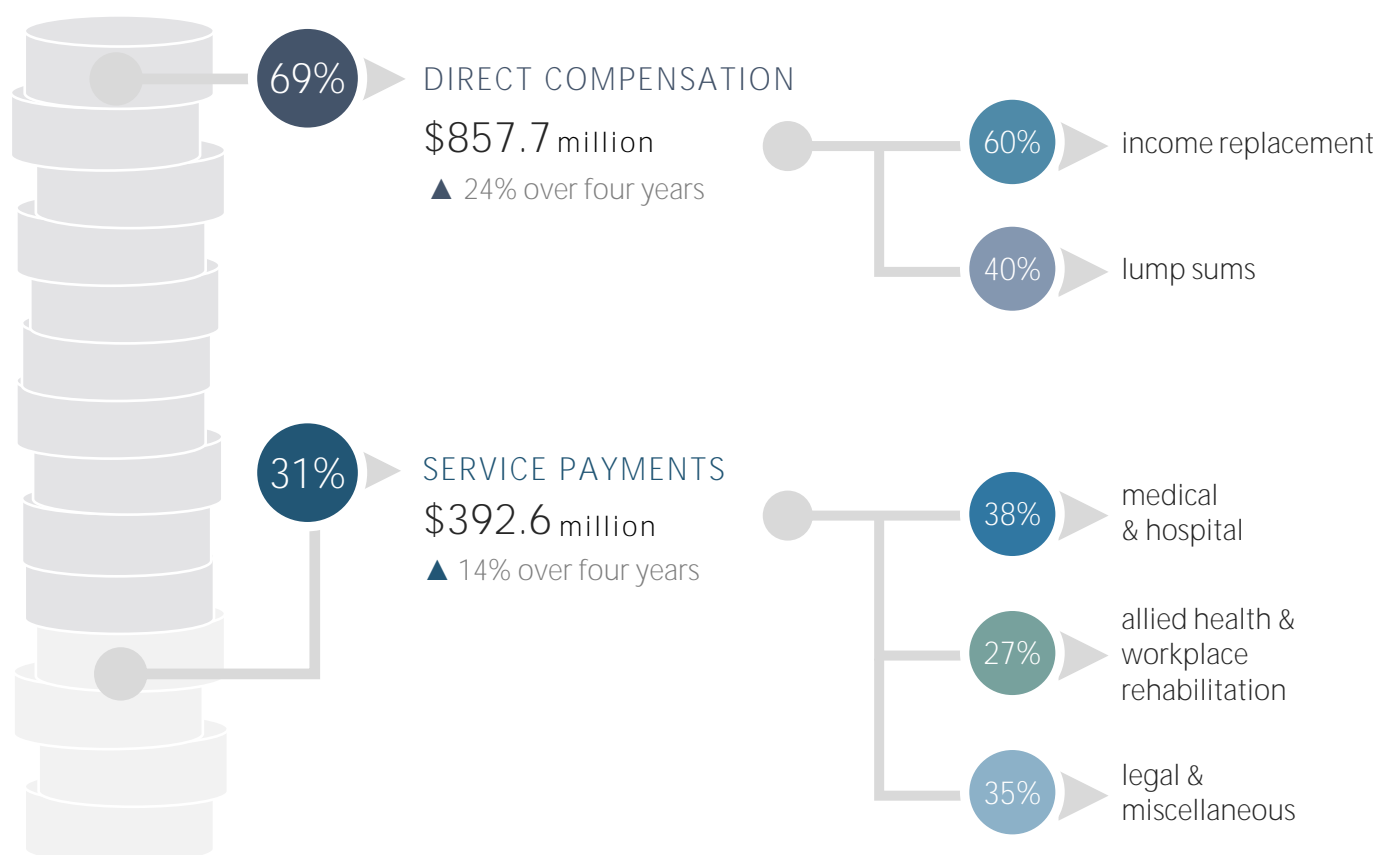 69%
DIRECT COMPENSATION
$857.7 million
▲ 24% over four years
60%
income replacement
40%
lump sums
31%
SERVICE PAYMENTS
$392.6 million
▲ 14% over four years
38%
medical
& hospital
27%
allied health &
workplace
rehabilitation
35%
legal &
miscellaneous